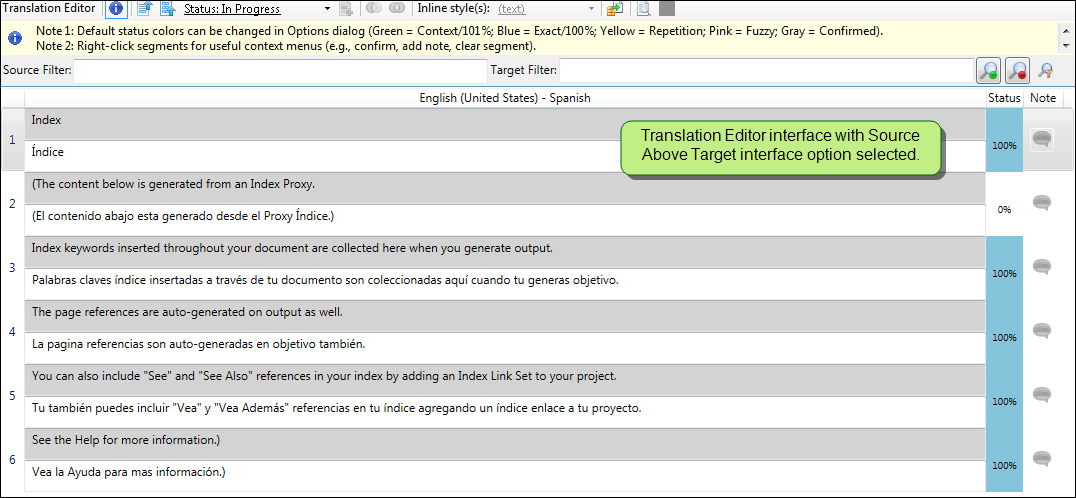 Translation Editor Status: In Progress Inline style(s): (text)
Note 1: Default status colors can be changed in Options dialog (Green = Context/101%; Blue = Exact/100%; Yellow = Repetition; Pink = Fuzzy; Gray = Confirmed).
Note 2: Right-click segments for useful context menus (e.g., confirm, add note, clear segment).
Source Filter: Target Filter:
English (United States) - Spanish Status Note
Index
1 100%
Índice
Translation Editor interface with Source
Above Target interface option selected.
(The content below is generated from an Index Proxy.
2 0%
(El contenido abajo esta generado desde el Proxy Índice.)
Index keywords inserted throughout your document are collected here when you generate output.
3 100%
Palabras claves índice insertadas a través de tu documento son coleccionadas aquí cuando tu generas objetivo.
The page references are auto-generated on output as well.
4 100%
La pagina referencias son auto-generadas en objetivo también.
You can also include "See" and "See Also" references in your index by adding an Index Link Set to your project.
5 100%
Tu también puedes incluir "Vea" y "Vea Además" referencias en tu índice agregando un índice enlace a tu proyecto.
See the Help for more information.)
6 100%
Vea la Ayuda para mas información.)